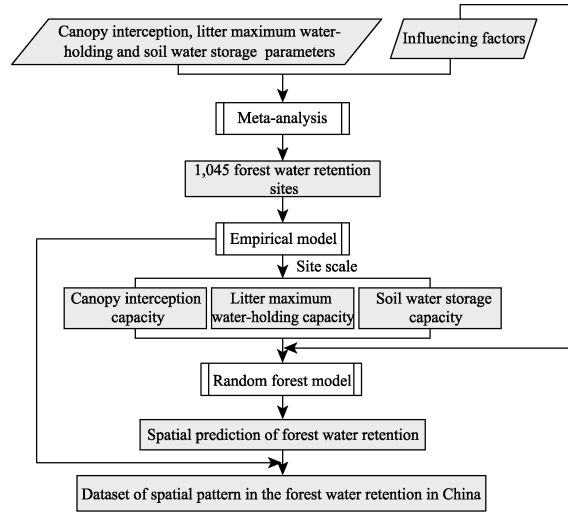 Canopy interception, litter maximum water-
holding and soil water storage parameters
Influencing factors
Meta-analysis
1,045 forest water retention
sites
Empirical model
Site scale
Canopy interception
capacity
Litter maximum
water-holding capacity
Soil water storage
capacity
Random forest model
Spatial prediction of forest water retention
Dataset of spatial pattern in the forest water retention in China